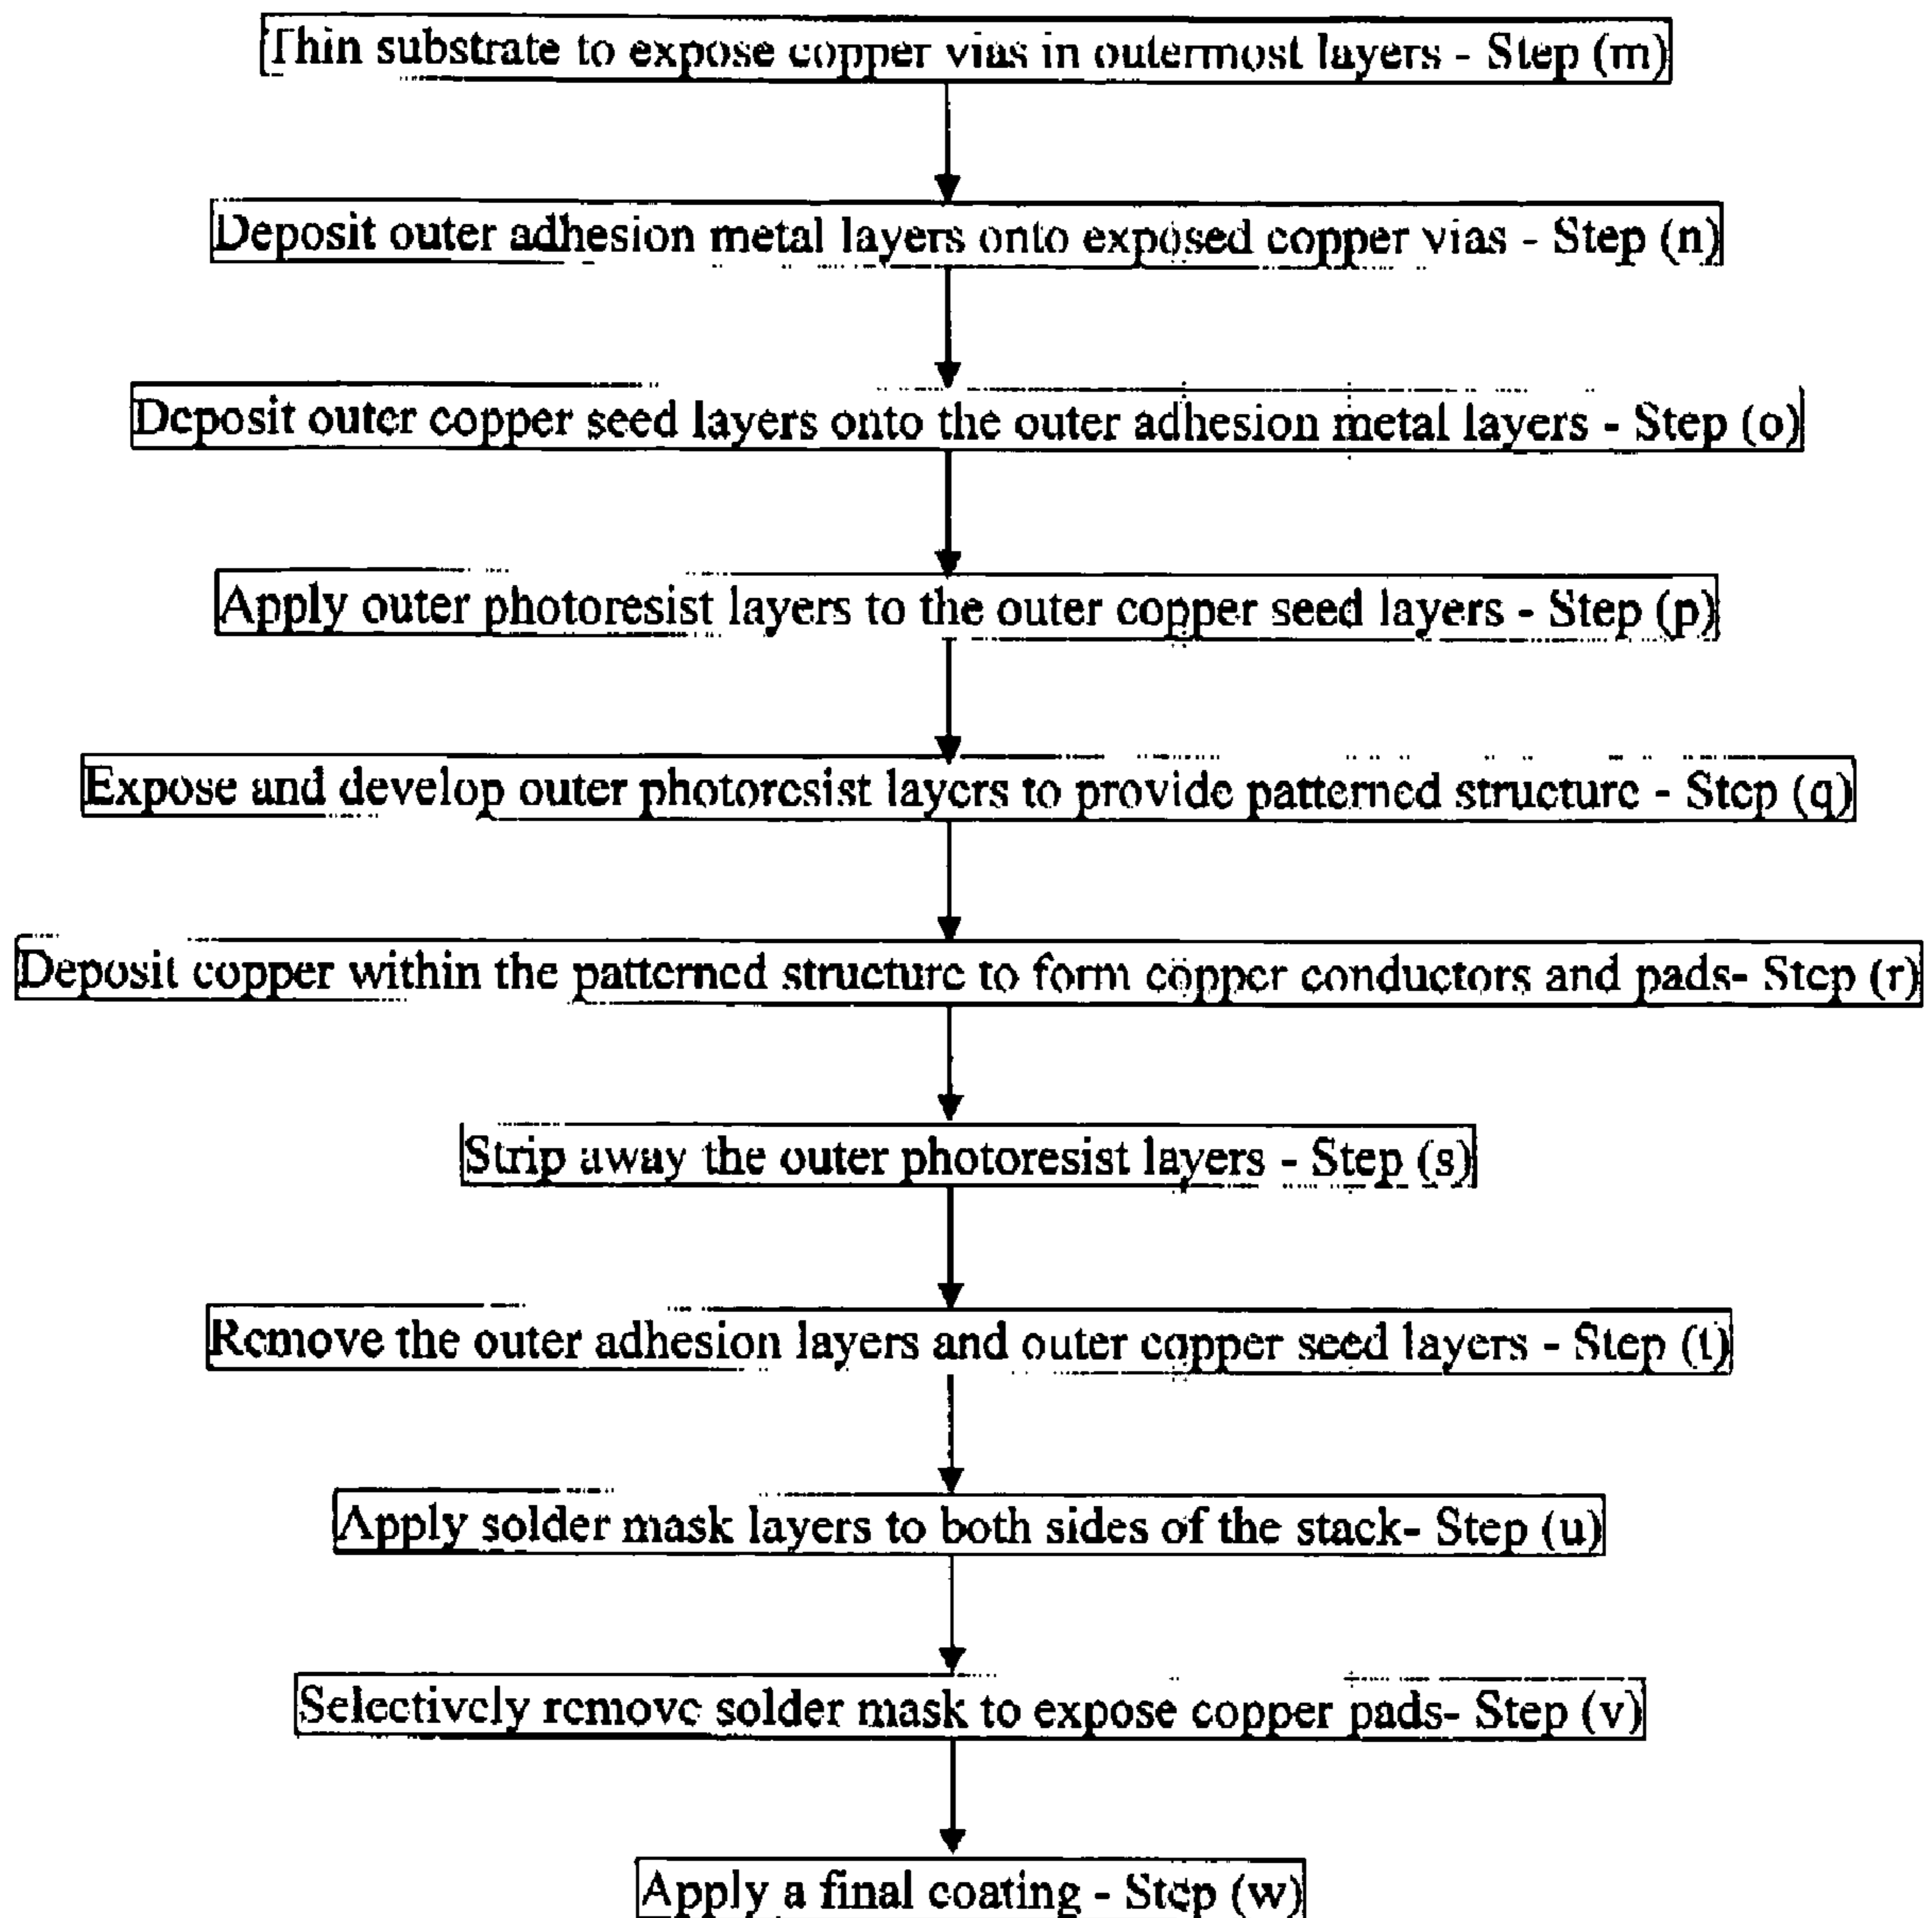 Thin substrate to expose copper vias in outermost layers - Step (m)
Deposit outer adhesion metal layers onto exposed copper vias - Step (n)
Deposit outer copper seed layers onto the outer adhesion metal layers - Step (o)
Apply outer photoresist layers to the outer copper seed layers - Step (p)
Expose and develop outer photoresist layers to provide patterned structure - Step (q)
Deposit copper within the patterned structure to form copper conductors and pads- Step (r)
Strip away the outer photoresist layers - Step (s)
Remove the outer adhesion layers and outer copper seed layers - Step (t)
Apply solder mask layers to both sides of the stack- Step (u)
Selectively remove solder mask to expose copper pads- Step (v)
Apply a final coating - Step (w)